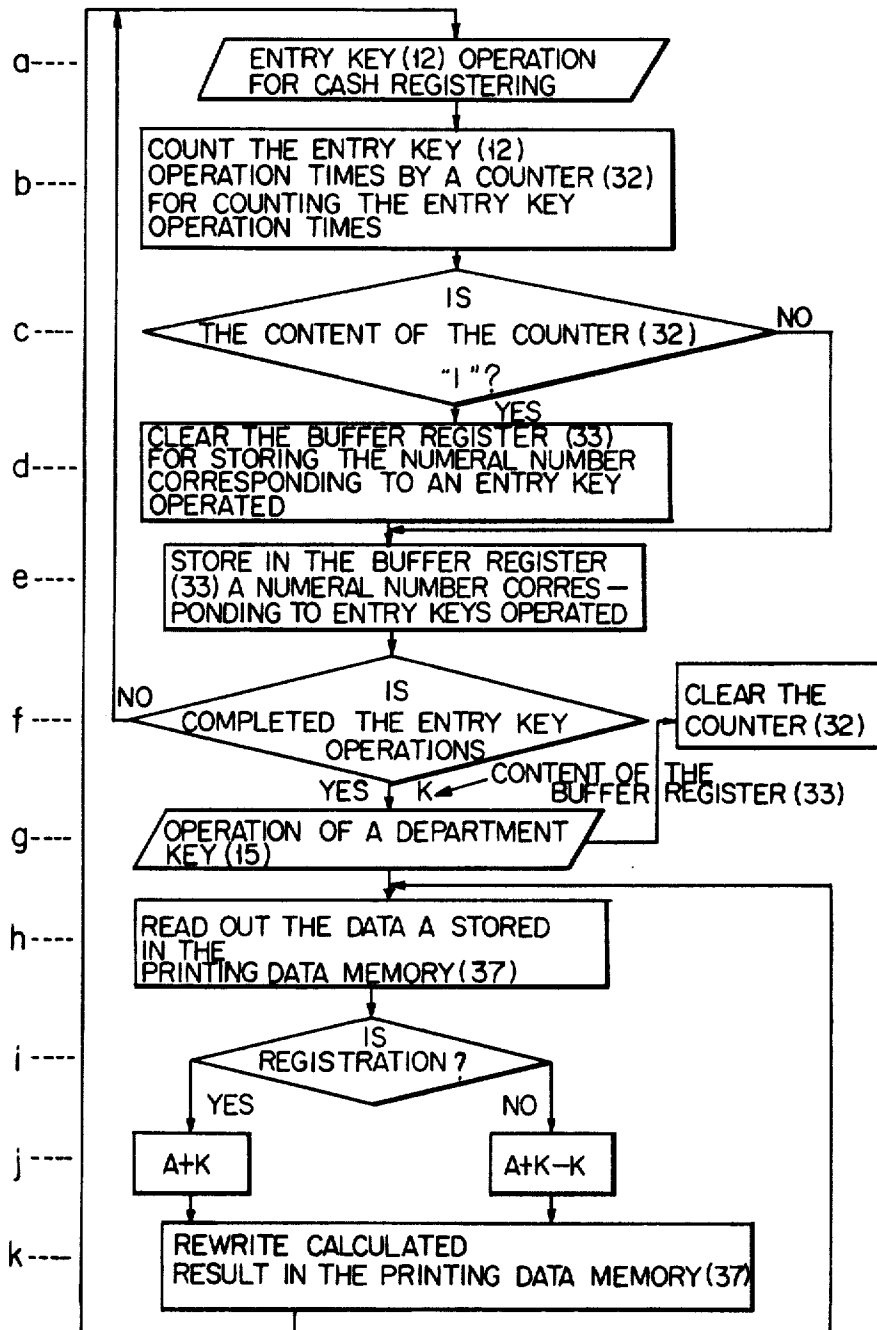 a----
ENTRY KEY (12) OPERATION
FOR CASH REGISTERING
b----
COUNT THE ENTRY KEY (12)
OPERATION TIMES BY A COUNTER (32)
FOR COUNTING THE ENTRY KEY
OPERATION TIMES
c----
IS
THE CONTENT OF THE COUNTER (32)
"1"?
NO
YES
d----
CLEAR THE BUFFER REGISTER (33)
FOR STORING THE NUMERAL NUMBER
CORRESPONDING TO AN ENTRY KEY
OPERATED
e----
STORE IN THE BUFFER REGISTER
(33) A NUMERAL NUMBER CORRES-
PONDING TO ENTRY KEYS OPERATED
f----
NO
IS
COMPLETED THE ENTRY KEY
OPERATIONS
CLEAR THE
COUNTER (32)
YES K
CONTENT OF THE
BUFFER REGISTER (33)
g----
OPERATION OF A DEPARTMENT
KEY (15)
h----
READ OUT THE DATA A STORED
IN THE
PRINTING DATA MEMORY (37)
i----
IS
REGISTRATION?
YES
NO
j----
A+K
A+K-K
k----
REWRITE CALCULATED
RESULT IN THE PRINTING DATA MEMORY (37)